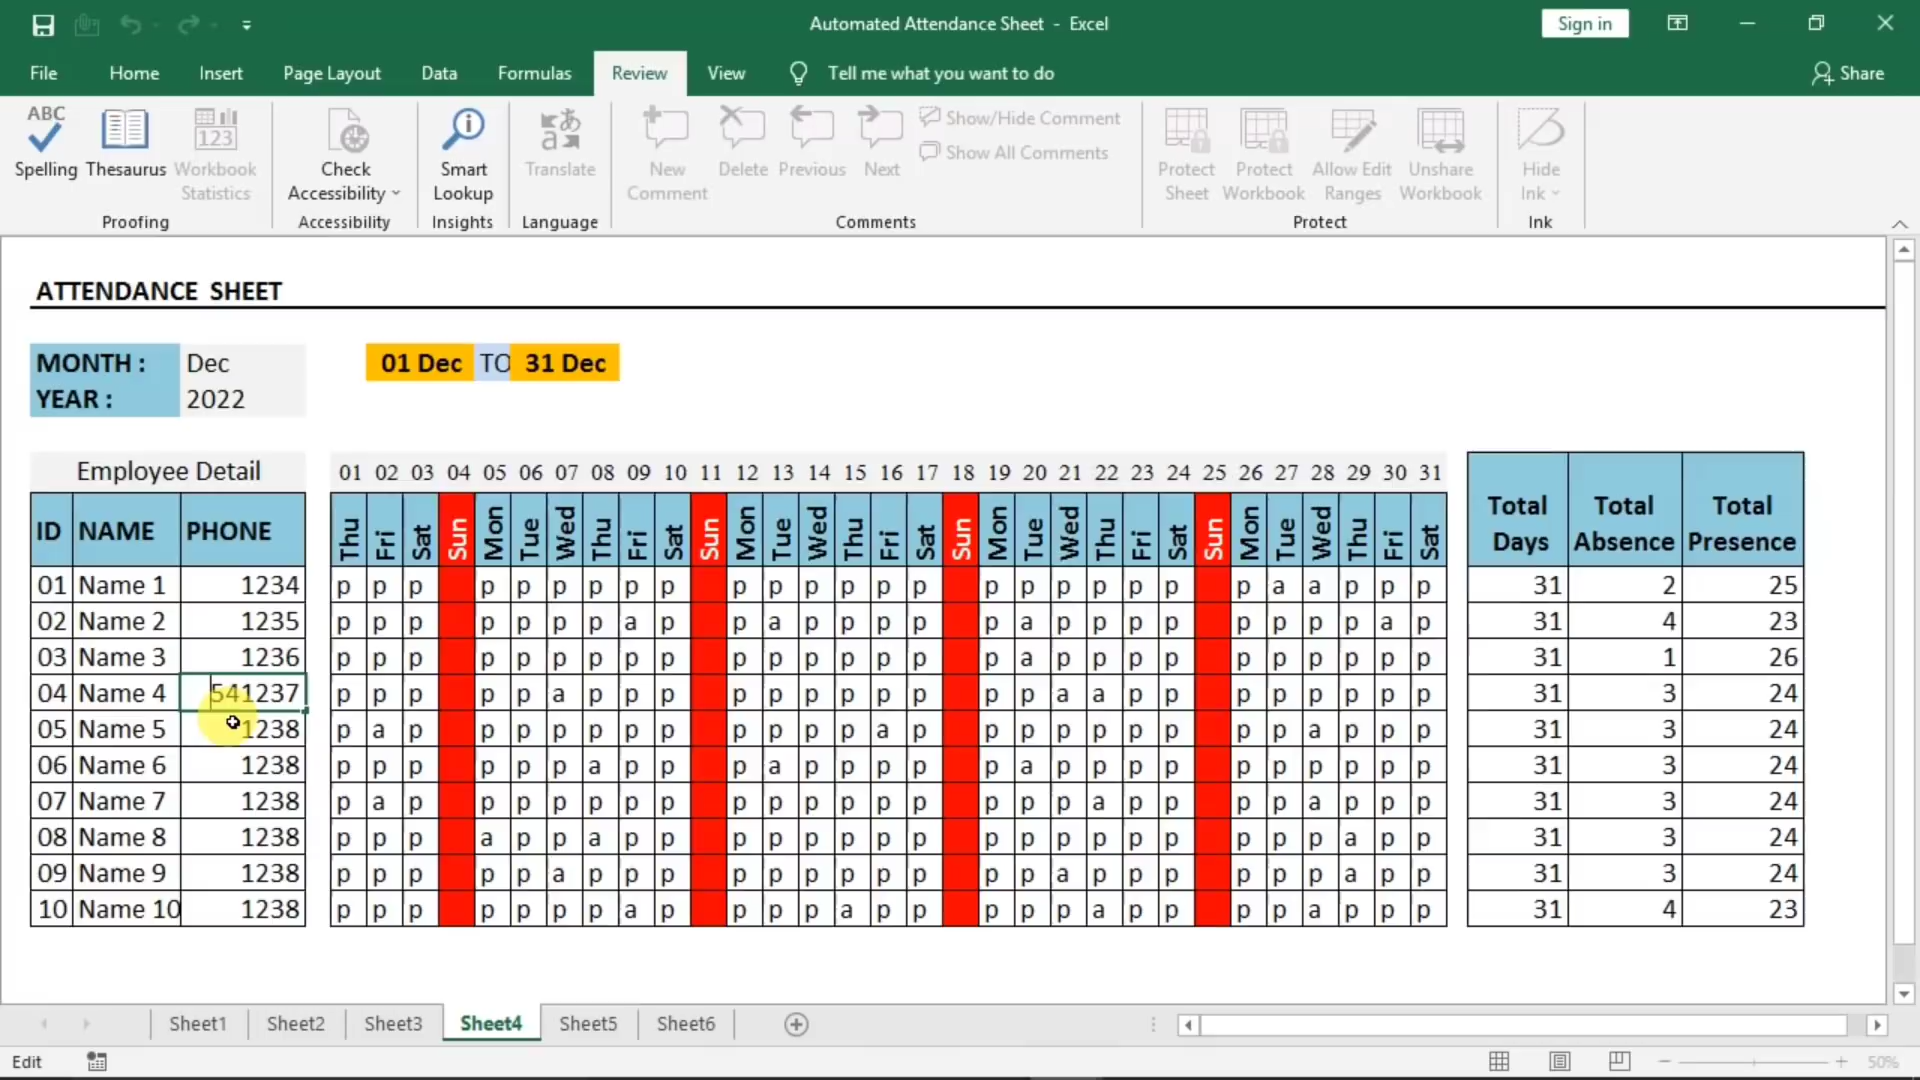 Automated Attendance Sheet - Excel
Sign in
File Home Insert Page Layout Data Formulas Review View Tell me what you want to do Share
ABC
Spelling Thesaurus Workbook Statistics
Proofing
Check Accessibility
Accessibility
Smart Lookup
Insights
Translate
Language
New Comment Delete Previous Next Show/Hide Comment
Show All Comments
Comments
Protect Sheet Protect Workbook Allow Edit Ranges Unshare Workbook
Protect
Hide Ink
Ink
ATTENDANCE SHEET
MONTH : Dec 01 Dec TO 31 Dec
YEAR : 2022
Employee Detail 01 02 03 04 05 06 07 08 09 10 11 12 13 14 15 16 17 18 19 20 21 22 23 24 25 26 27 28 29 30 31
ID NAME PHONE Thu Fri Sat Sun Mon Tue Wed Thu Fri Sat Sun Mon Tue Wed Thu Fri Sat Sun Mon Tue Wed Thu Fri Sat Sun Mon Tue Wed Thu Fri Sat Total Days Total Absence Total Presence
01 Name 1 1234 p p p p p p p p p p p p p p p p p p p p p p a a p p p 31 2 25
02 Name 2 1235 p p p p p p p a p p a p p p p p a p p p p p p p p a p 31 4 23
03 Name 3 1236 p p p p p p p p p p p p p p p p a p p p p p p p p p p 31 1 26
04 Name 4 541237 p p p p p a p p p p p p p p p p p a a p p p p p p p p 31 3 24
05 Name 5 1238 p a p p p p p p p p p p p a p p p p p p p p p a p p p 31 3 24
06 Name 6 1238 p p p p p p a p p p a p p p p p a p p p p p p p p p p 31 3 24
07 Name 7 1238 p a p p p p p p p p p p p p p p p p a p p p p a p p p 31 3 24
08 Name 8 1238 p p p a p p a p p p p p p p p p p p p p p p p p a p p 31 3 24
09 Name 9 1238 p p p p p a p p p p p p p p p p p a p p p p p p a p p 31 3 24
10 Name 10 1238 p p p p p p p a p p p p a p p p p p a p p p p a p p p 31 4 23
Sheet1 Sheet2 Sheet3 Sheet4 Sheet5 Sheet6
Edit 50%